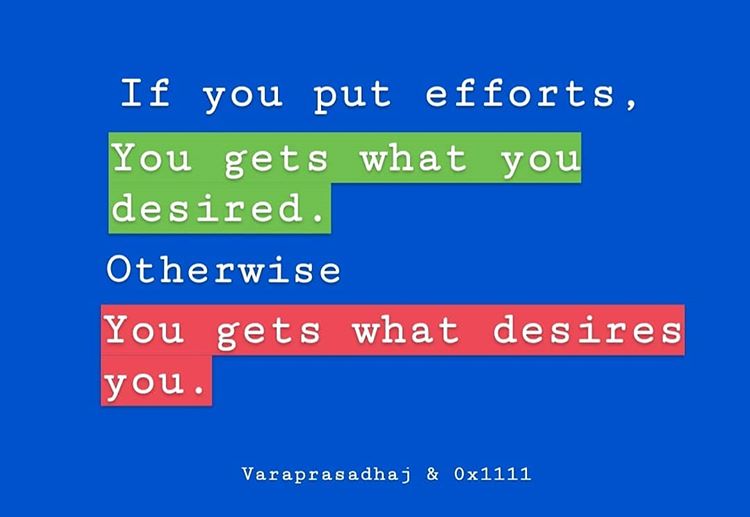 If you put efforts,
You gets what you
desired.
Otherwise
You gets what desires
you.
Varaprasadhaj & 0x1111